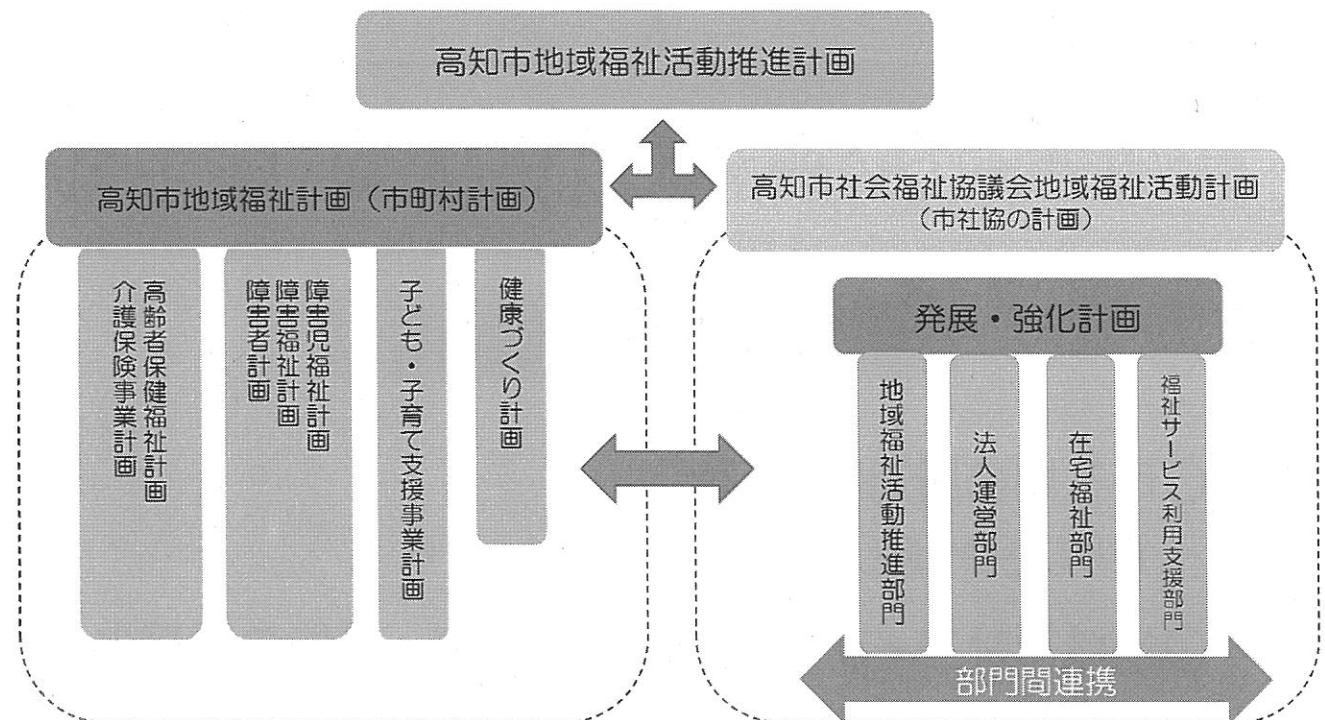 高知市地域福祉活動推進計画
高知市地域福祉計画（市町村計画）
高知市社会福祉協議会地域福祉活動計画
（市社協の計画）
高齢者保健福祉計画
介護保険事業計画
障害児福祉計画
障害福祉計画
障害者計画
子ども・子育て支援事業計画
健康づくり計画
発展・強化計画
地域福祉活動推進部門
法人運営部門
在宅福祉部門
福祉サービス利用支援部門
部門間連携